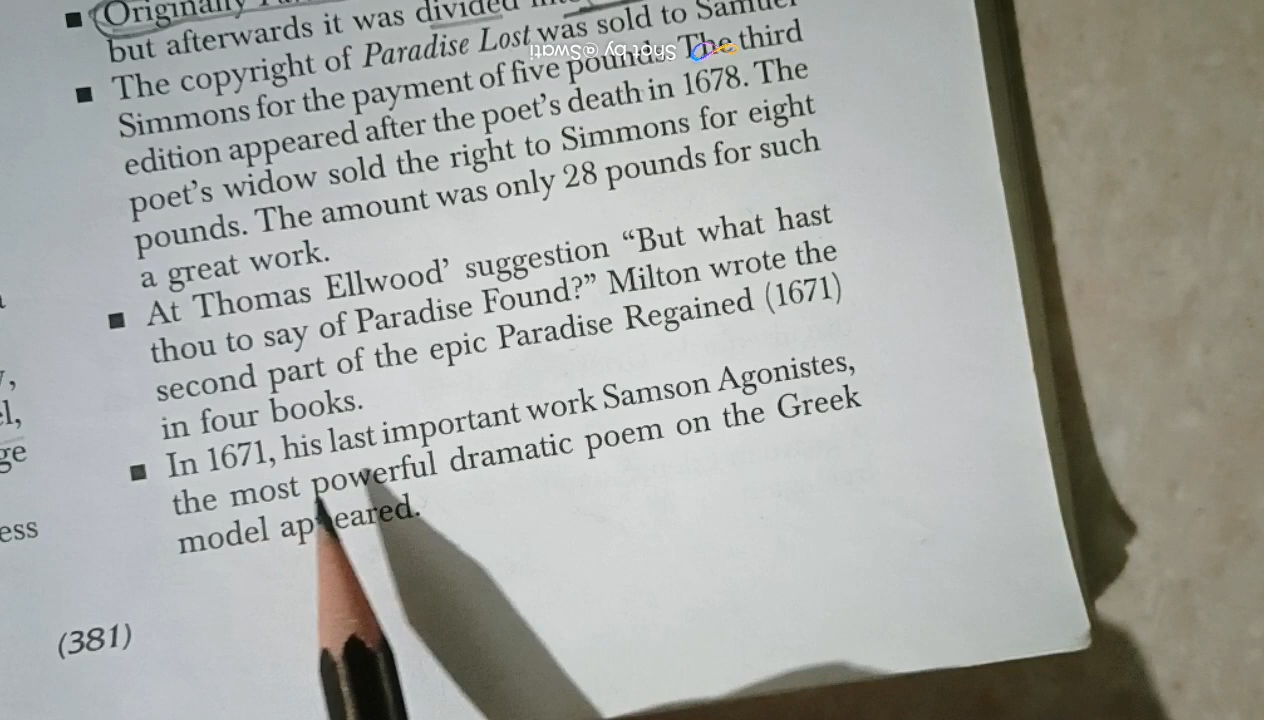 ■ (Originally
but afterwards it was divided
■ The copyright of Paradise Lost was sold to Samuel
Simmons for the payment of five pounds. The third
edition appeared after the poet's death in 1678. The
poet's widow sold the right to Simmons for eight
pounds. The amount was only 28 pounds for such
a great work.
■ At Thomas Ellwood' suggestion “But what hast
thou to say of Paradise Found?” Milton wrote the
second part of the epic Paradise Regained (1671)
in four books.
■ In 1671, his last important work Samson Agonistes,
the most powerful dramatic poem on the Greek
model appeared.
(381)
l,
ge
ess
Shot by @Swati